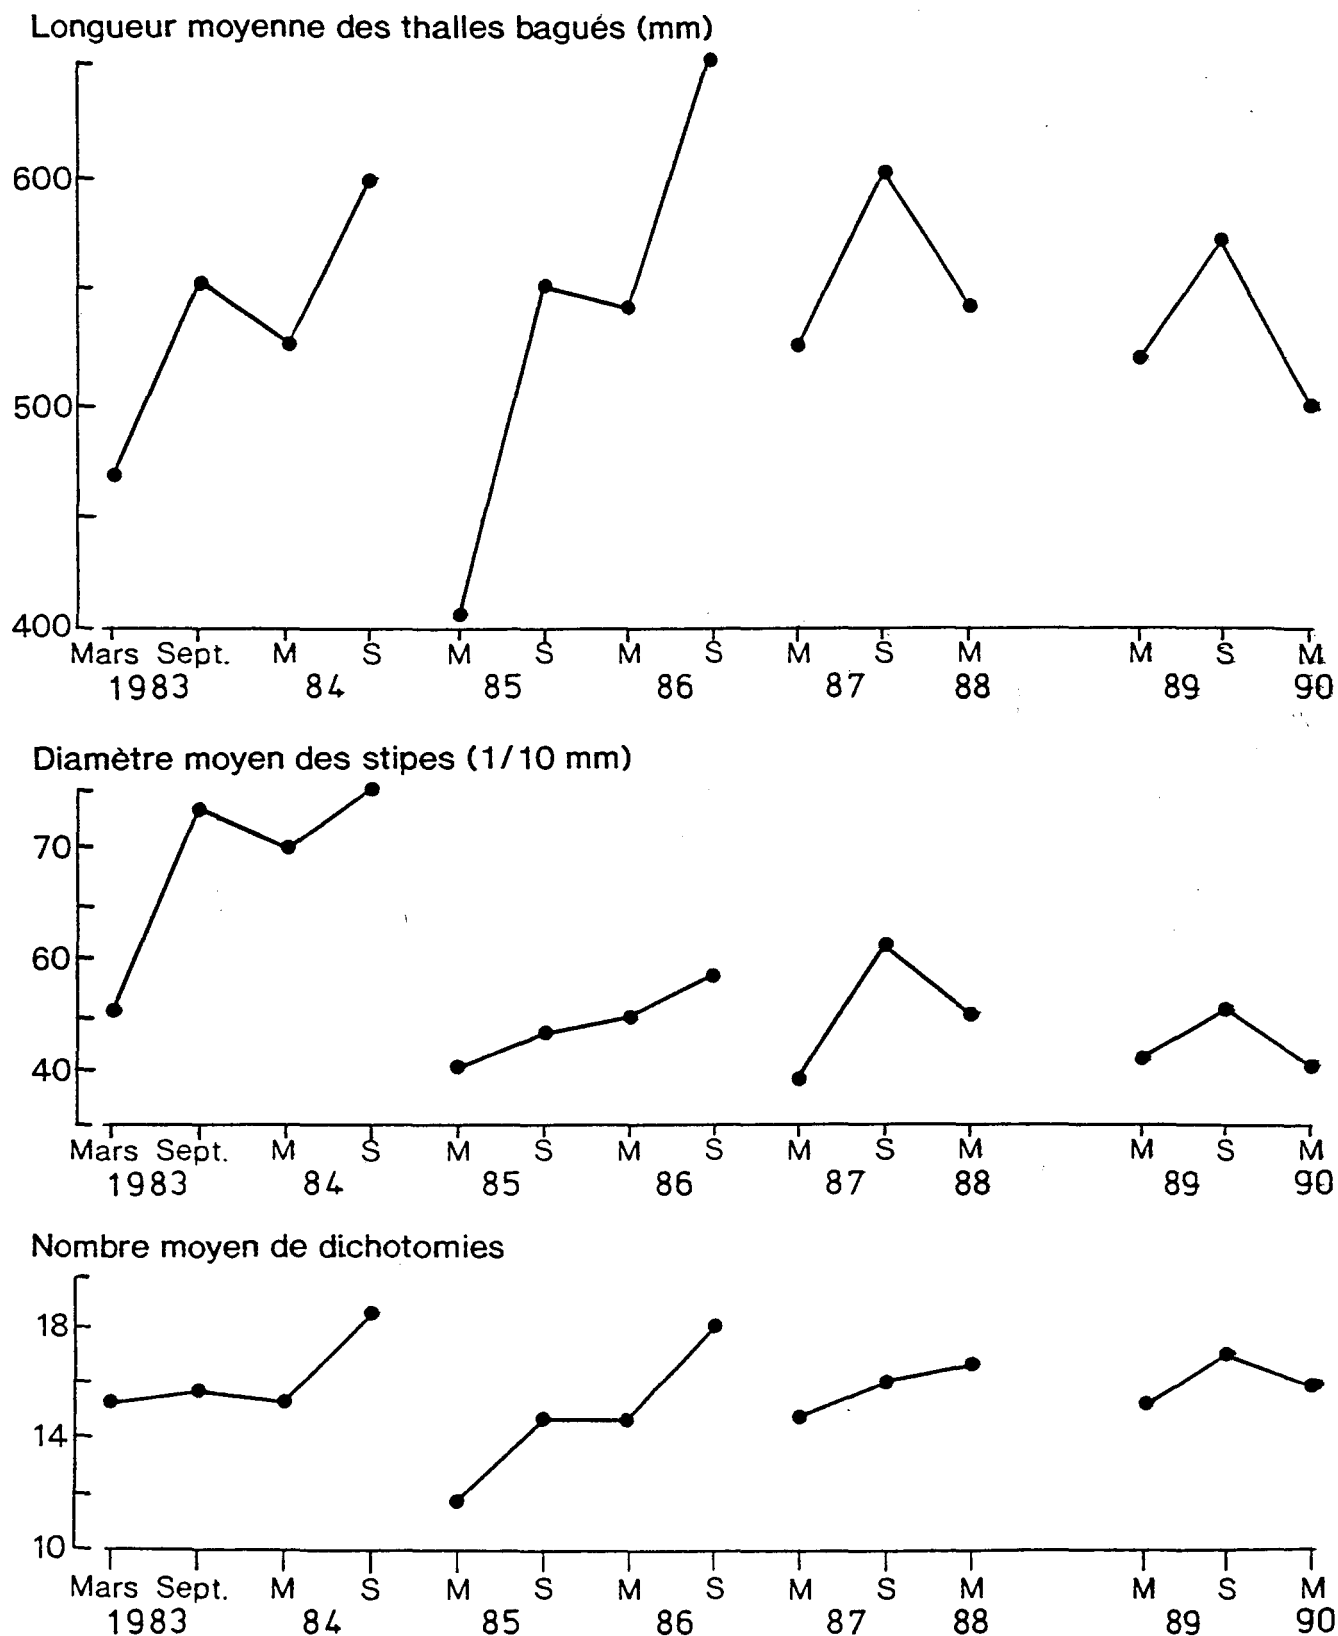 Longueur moyenne des thalles bagués (mm)
600
500
400
Mars Sept. M S M S M S M S M M S M
1983 84 85 86 87 88 89 90
Diamètre moyen des stipes (1/10 mm)
70
60
40
Mars Sept. M S M S M S M S M M S M
1983 84 85 86 87 88 89 90
Nombre moyen de dichotomies
18
14
10
Mars Sept. M S M S M S M S M M S M
1983 84 85 86 87 88 89 90